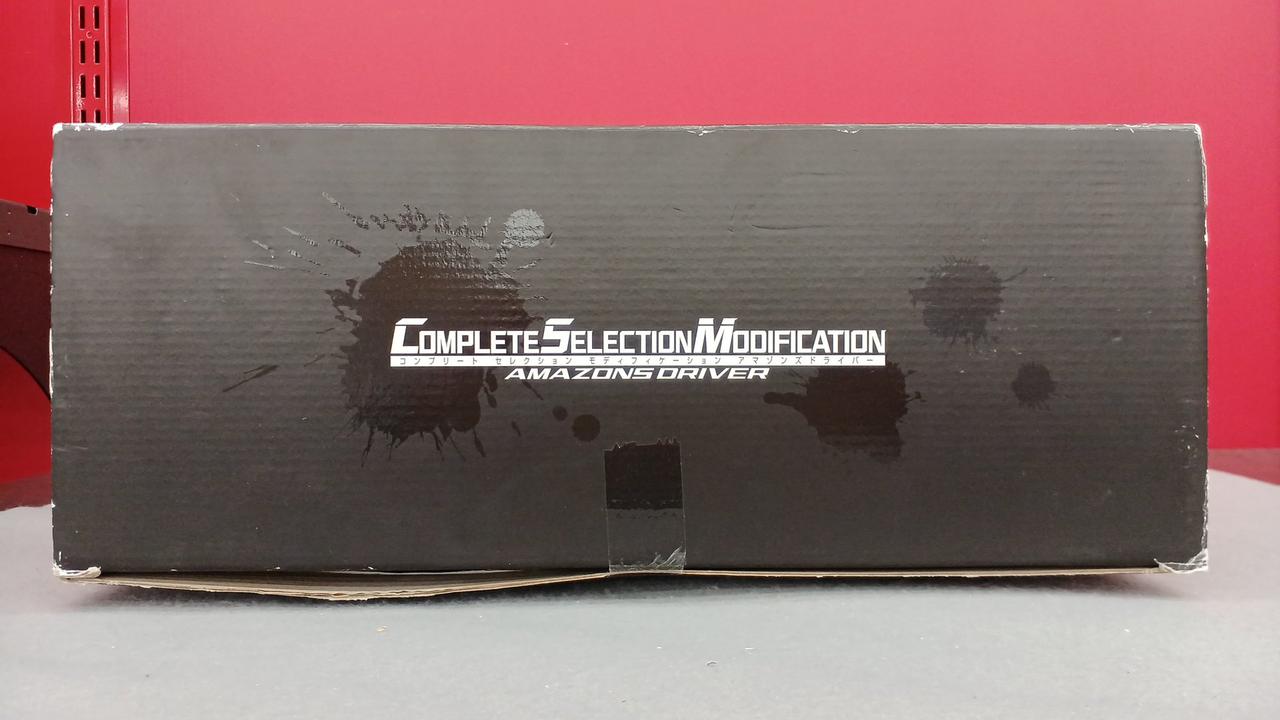 COMPLETE SELECTION MODIFICATION
コンプリート セレクション モディフィケーション アマゾンズドライバー
AMAZONS DRIVER